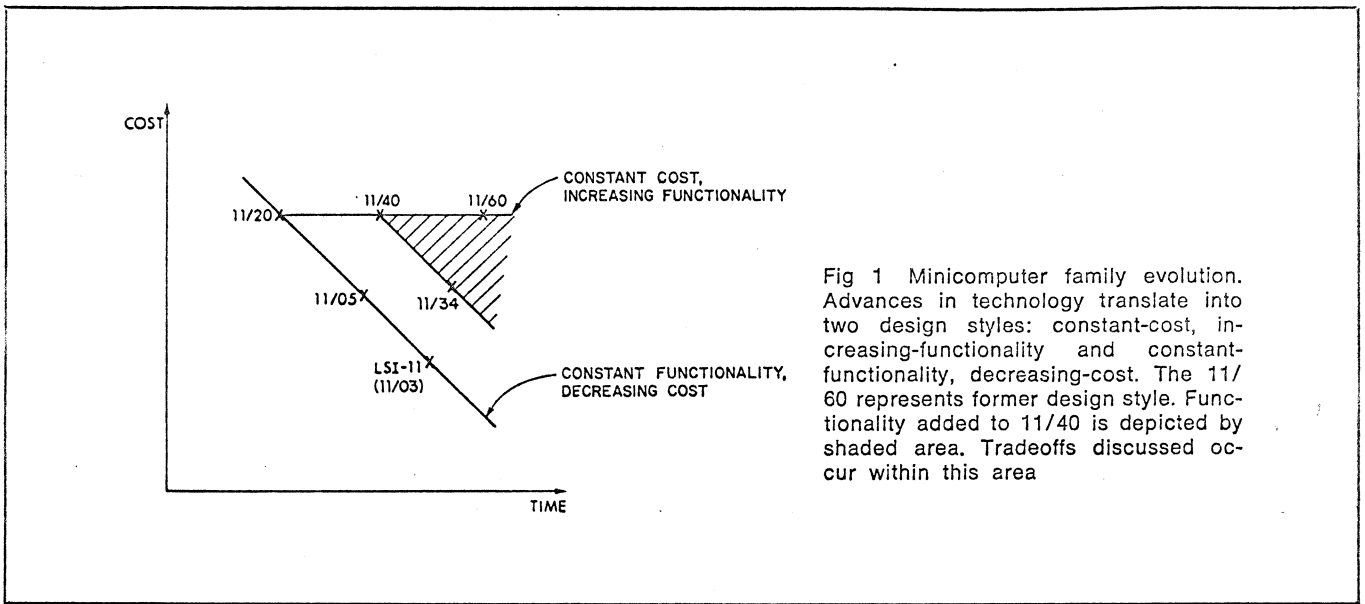 COST
CONSTANT COST,
INCREASING FUNCTIONALITY
11/20
11/40
11/60
11/05
11/34
LSI-11
(11/03)
CONSTANT FUNCTIONALITY,
DECREASING COST
TIME
Fig 1 Minicomputer family evolution.
Advances in technology translate into
two design styles: constant-cost, in-
creasing-functionality and constant-
functionality, decreasing-cost. The 11/
60 represents former design style. Func-
tionality added to 11/40 is depicted by
shaded area. Tradeoffs discussed oc-
cur within this area